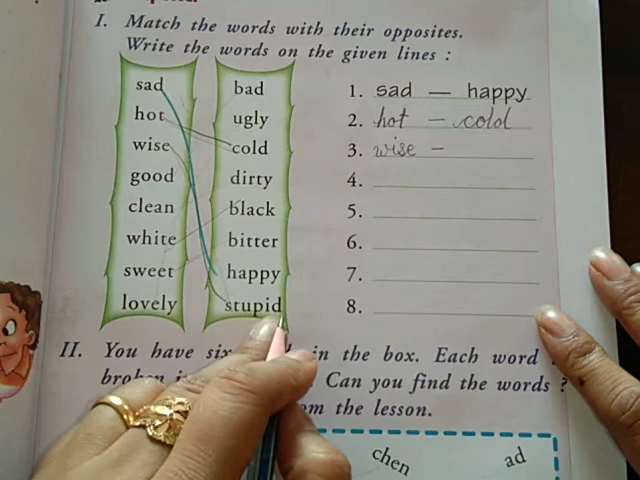 I. Match the words with their opposites.
Write the words on the given lines :
sad bad
hot ugly
wise cold
good dirty
clean black
white bitter
sweet happy
lovely stupid
1. sad — happy
2. hot - cold
3. wise -
4.
5.
6.
7.
8.
II. You have six in the box. Each word
broken Can you find the words ?
om the lesson.
chen ad